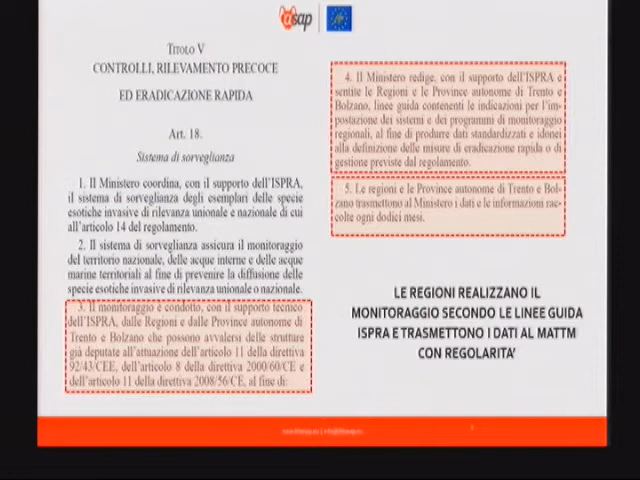 asap
TITOLO V
CONTROLLI, RILEVAMENTO PRECOCE
ED ERADICAZIONE RAPIDA
Art. 18.
Sistema di sorveglianza
1. Il Ministero coordina, con il supporto dell'ISPRA,
il sistema di sorveglianza degli esemplari delle specie
esotiche invasive di rilevanza unionale e nazionale di cui
all'articolo 14 del regolamento.
2. Il sistema di sorveglianza assicura il monitoraggio
del territorio nazionale, delle acque interne e delle acque
marine territoriali al fine di prevenire la diffusione delle
specie esotiche invasive di rilevanza unionale o nazionale.
3. Il monitoraggio è condotto, con il supporto tecnico
dell'ISPRA, dalle Regioni e dalle Province autonome di
Trento e Bolzano che possono avvalersi delle strutture
già deputate all'attuazione dell'articolo 11 della direttiva
92/43/CEE, dell'articolo 8 della direttiva 2000/60/CE e
dell'articolo 11 della direttiva 2008/56/CE, al fine di:
4. Il Ministero redige, con il supporto dell'ISPRA e
sentite le Regioni e le Province autonome di Trento e
Bolzano, linee guida contenenti le indicazioni per l'im-
postazione dei sistemi e dei programmi di monitoraggio
regionali, al fine di produrre dati standardizzati e idonei
alla definizione delle misure di eradicazione rapida o di
gestione previste dal regolamento.
5. Le regioni e le Province autonome di Trento e Bol-
zano trasmettono al Ministero i dati e le informazioni rac-
colte ogni dodici mesi.
LE REGIONI REALIZZANO IL
MONITORAGGIO SECONDO LE LINEE GUIDA
ISPRA E TRASMETTONO I DATI AL MATTM
CON REGOLARITA'